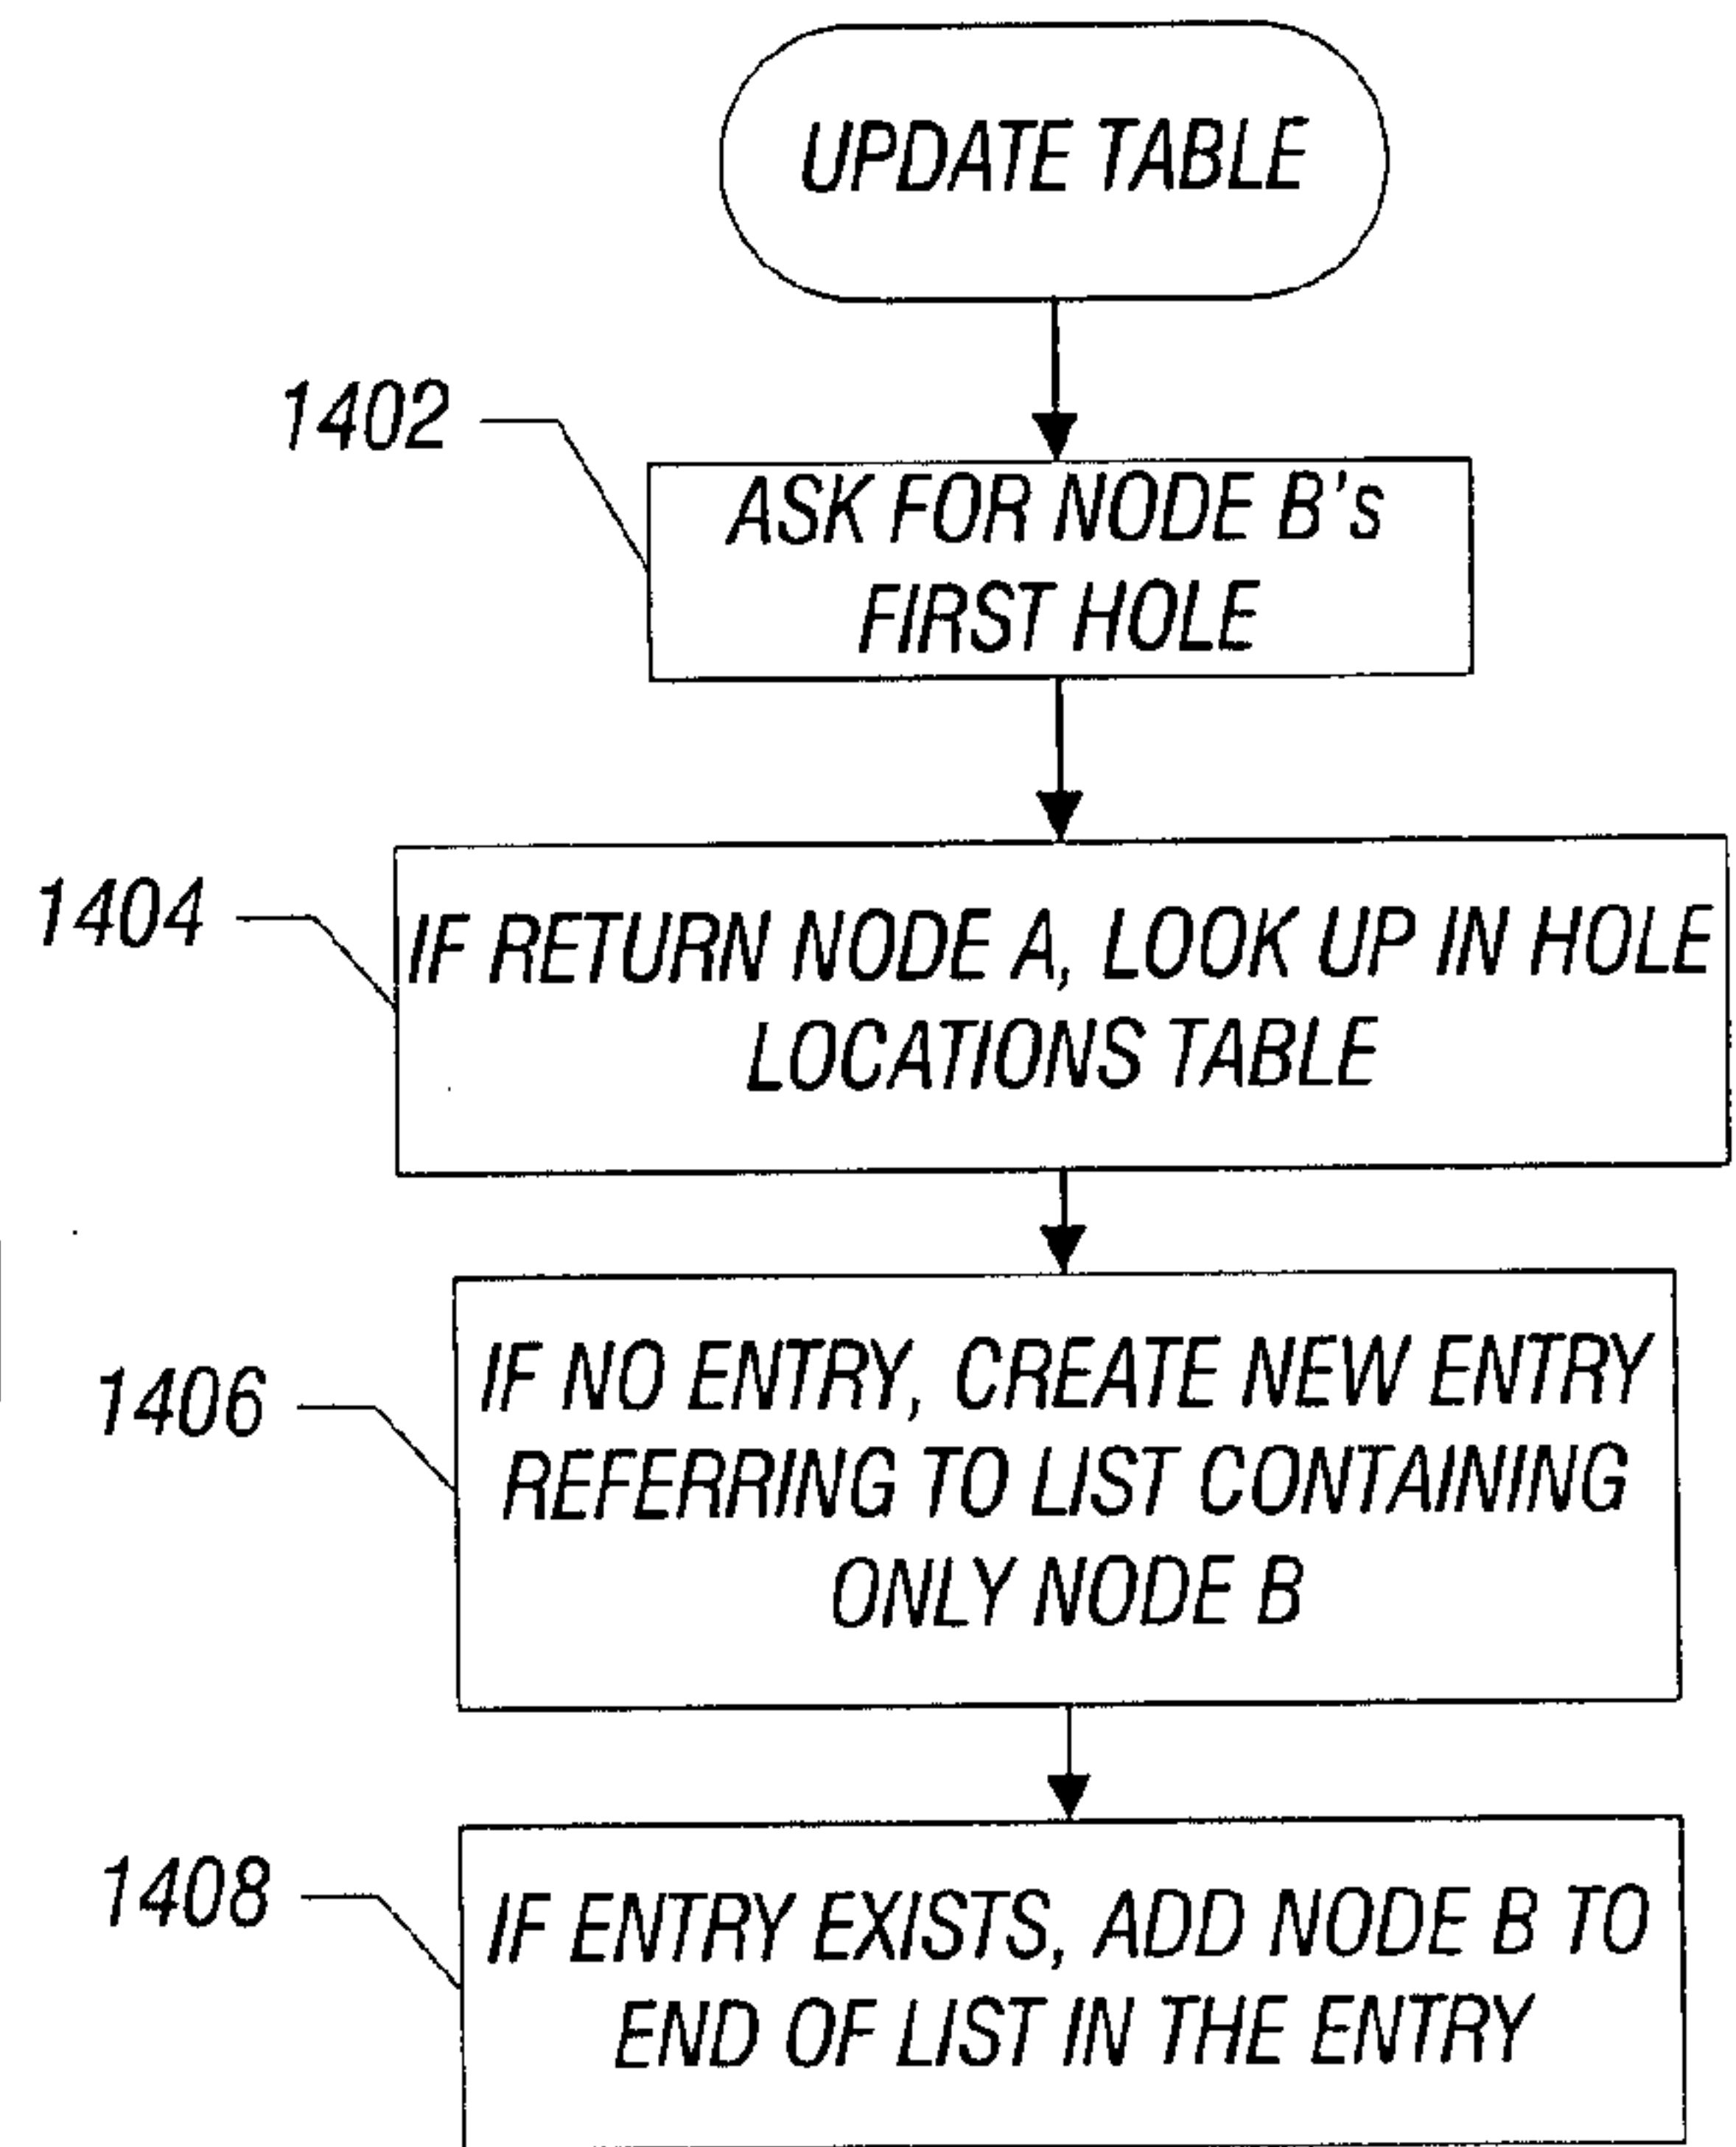 UPDATE TABLE
1402
ASK FOR NODE B's
FIRST HOLE
1404
IF RETURN NODE A, LOOK UP IN HOLE
LOCATIONS TABLE
1406
IF NO ENTRY, CREATE NEW ENTRY
REFERRING TO LIST CONTAINING
ONLY NODE B
1408
IF ENTRY EXISTS, ADD NODE B TO
END OF LIST IN THE ENTRY